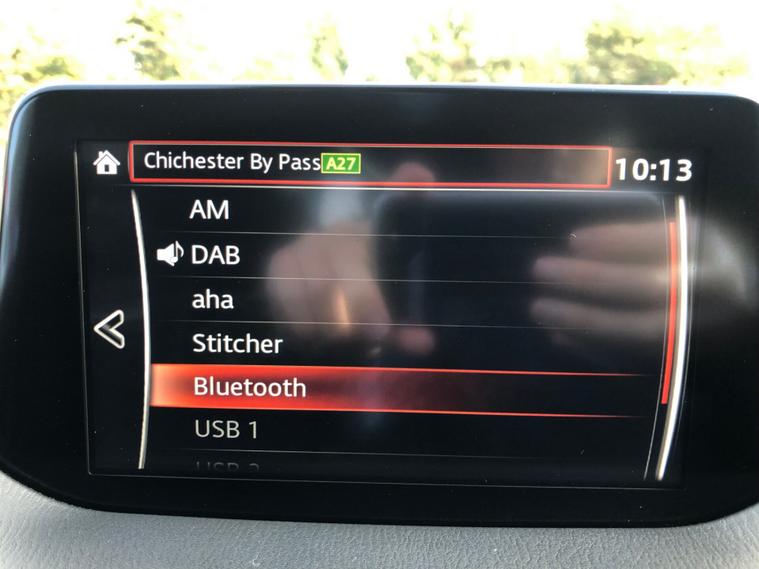 Chichester By Pass A27 10:13
AM
DAB
aha
Stitcher
Bluetooth
USB 1